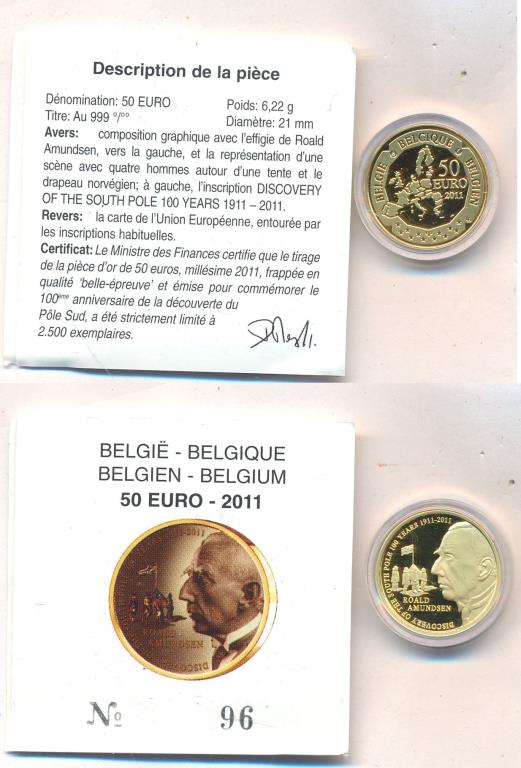 Description de la pièce
Dénomination: 50 EURO Poids: 6,22 g
Titre: Au 999 °/°° Diamètre: 21 mm
Avers: composition graphique avec l'effigie de Roald
Amundsen, vers la gauche, et la représentation d'une
scène avec quatre hommes autour d'une tente et le
drapeau norvégien; à gauche, l'inscription DISCOVERY
OF THE SOUTH POLE 100 YEARS 1911 – 2011.
Revers: la carte de l'Union Européenne, entourée par
les inscriptions habituelles.
Certificat: Le Ministre des Finances certifie que le tirage
de la pièce d'or de 50 euros, millésime 2011, frappée en
qualité 'belle-épreuve' et émise pour commémorer le
100ème anniversaire de la découverte du
Pôle Sud, a été strictement limité à
2.500 exemplaires.
BELGIË BELGIQUE BELGIEN
50
EURO
2011
BELGIË - BELGIQUE
BELGIEN - BELGIUM
50 EURO - 2011
ROALD
AMUNDSEN
DISCOVERY
-2011
No 96
DISCOVERY OF THE SOUTH POLE 100 YEARS 1911-2011
ROALD
AMUNDSEN